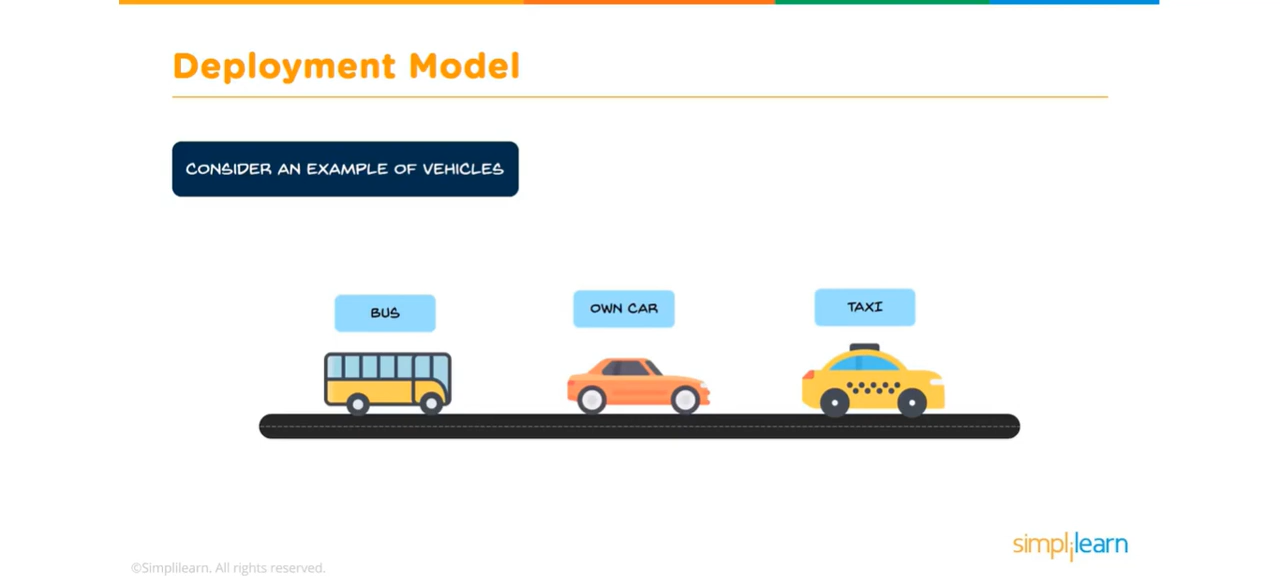 Deployment Model
CONSIDER AN EXAMPLE OF VEHICLES
BUS
OWN CAR
TAXI
simplilearn
©Simplilearn. All rights reserved.